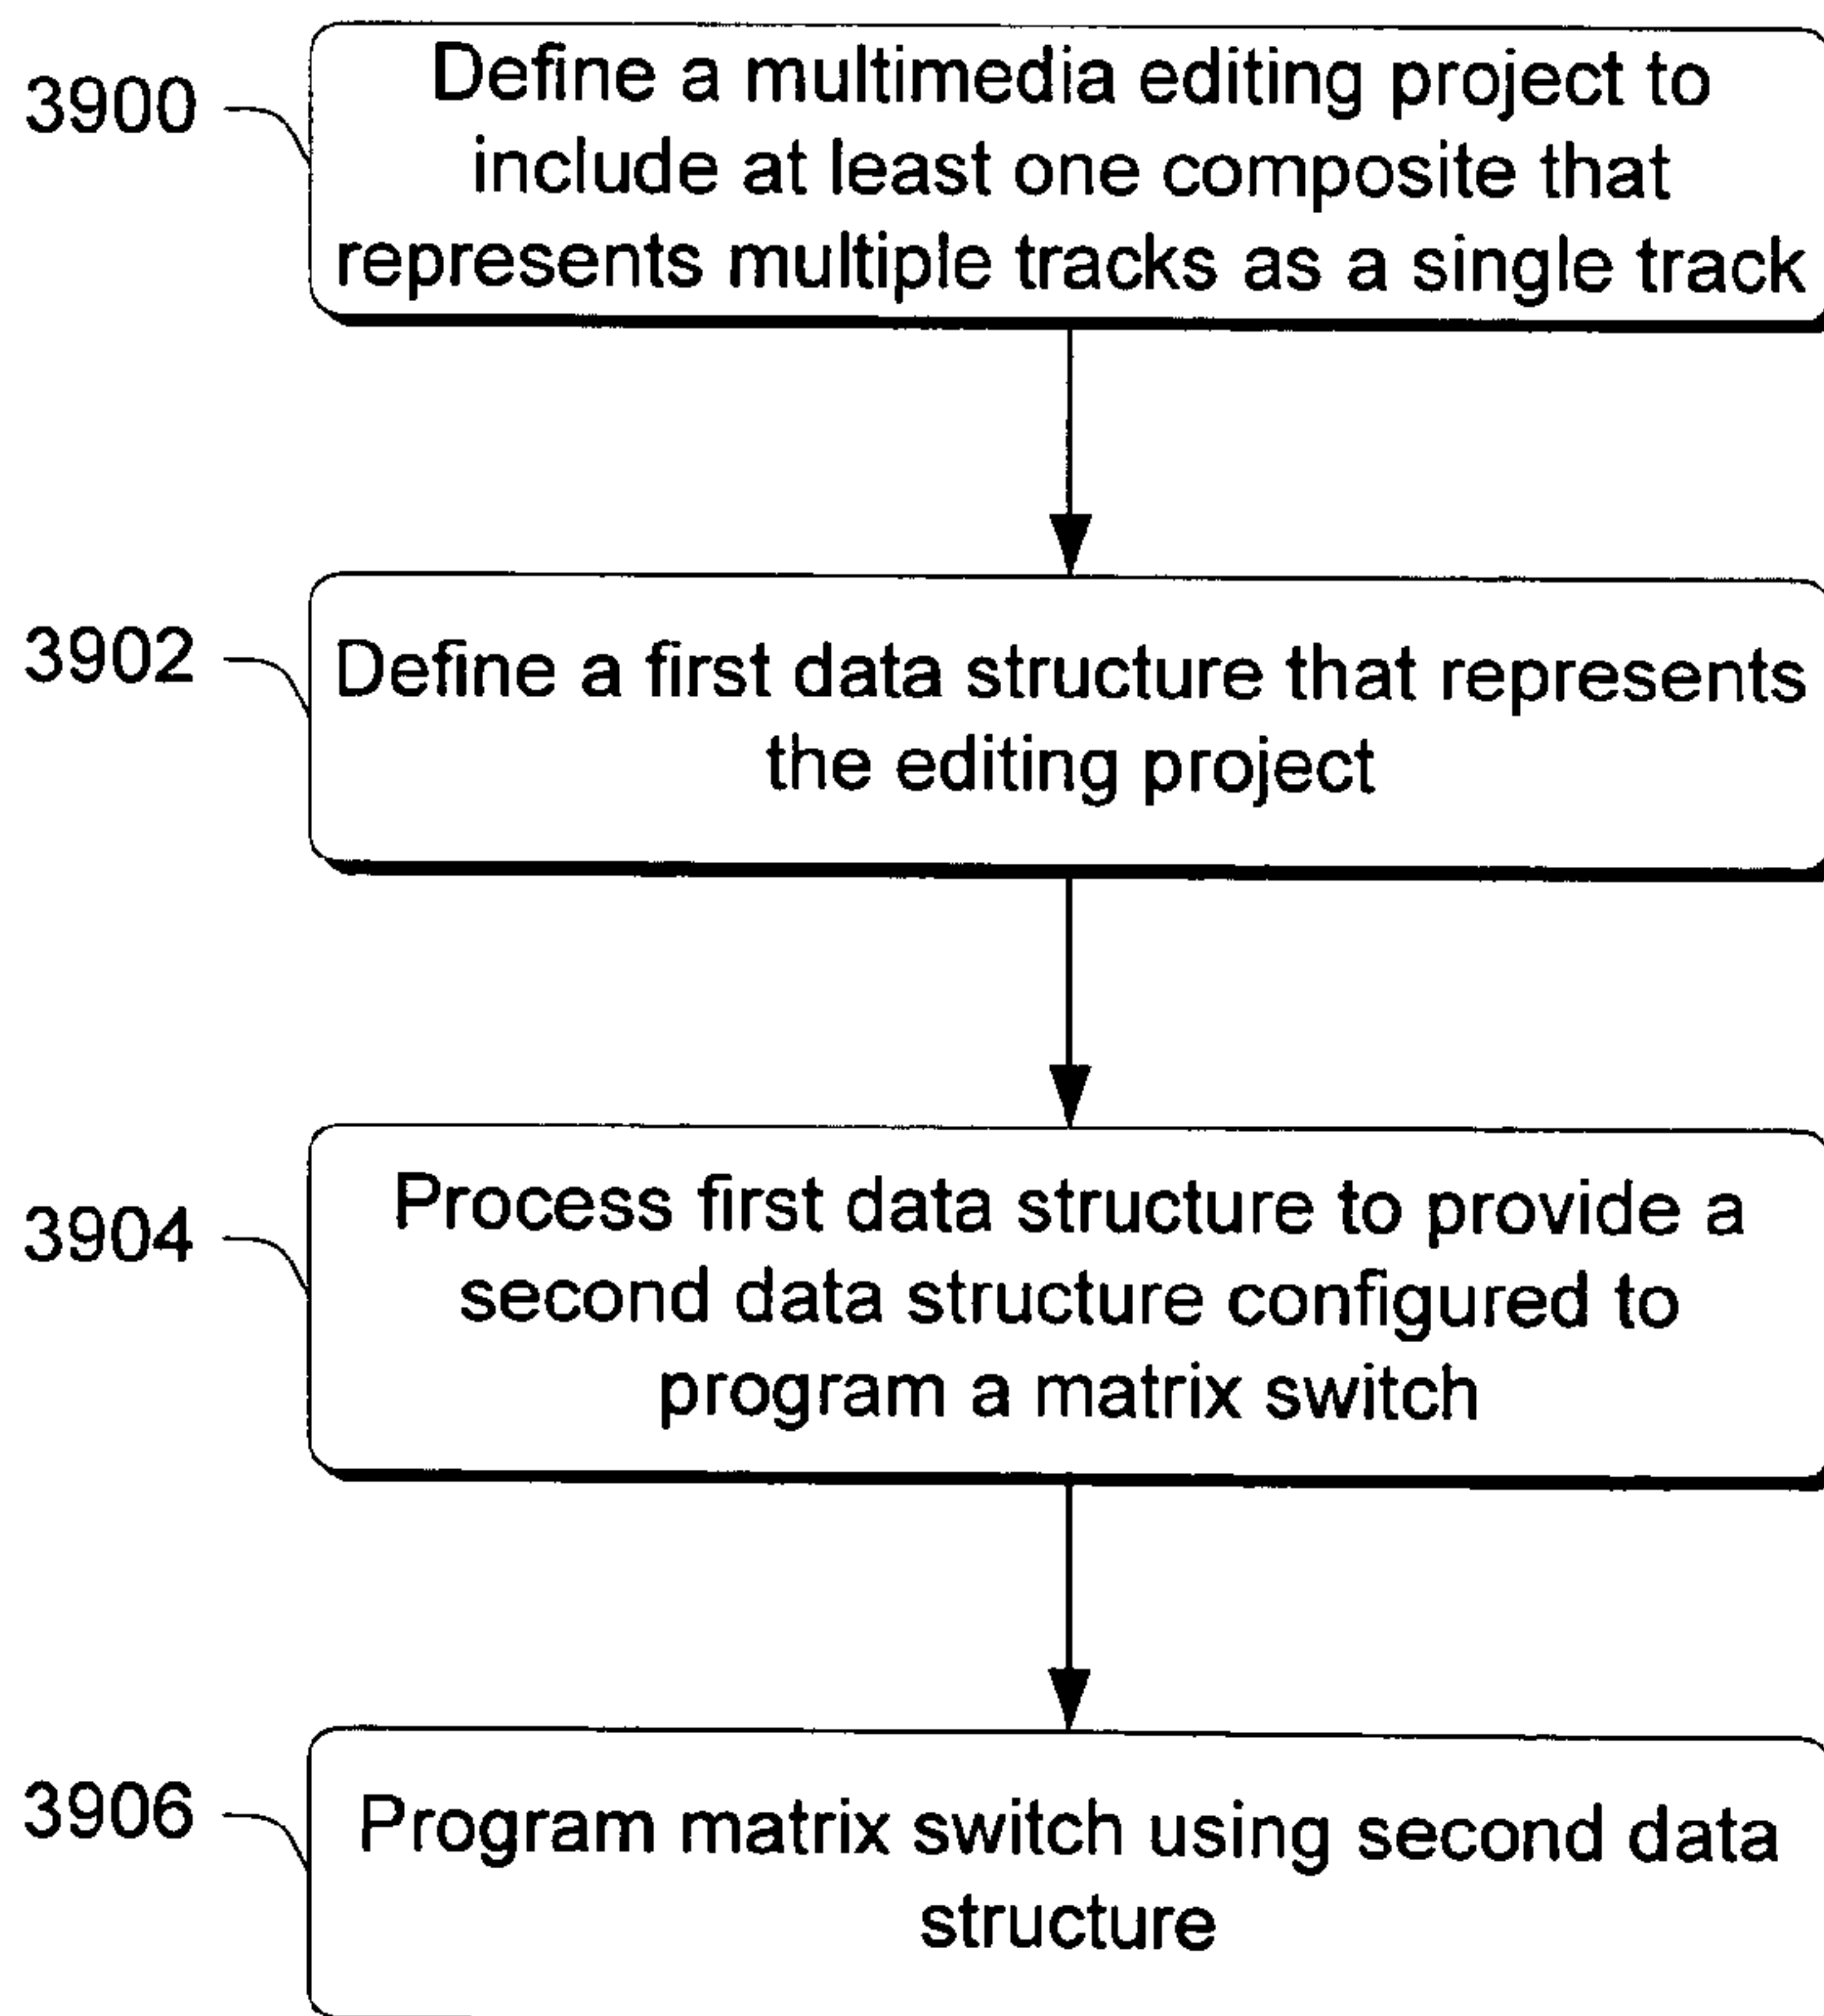 3900
Define a multimedia editing project to
include at least one composite that
represents multiple tracks as a single track
3902
Define a first data structure that represents
the editing project
3904
Process first data structure to provide a
second data structure configured to
program a matrix switch
3906
Program matrix switch using second data
structure